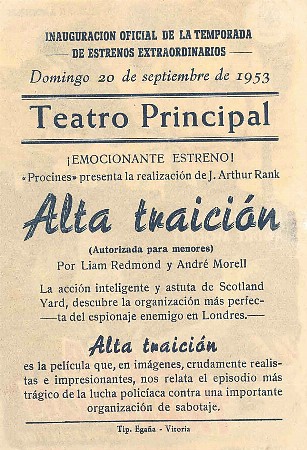 INAUGURACION OFICIAL DE LA TEMPORADA
— DE ESTRENOS EXTRAORDINARIOS —
Domingo 20 de septiembre de 1953
Teatro Principal
¡EMOCIONANTE ESTRENO!
«Procines» presenta la realización de J. Arthur Rank
Alta traición
(Autorizada para menores)
Por Liam Redmond y André Morell
La acción inteligente y astuta de Scotland
Yard, descubre la organización más perfec-
—ta del espionaje enemigo en Londres.—
Alta traición
es la película que, en imágenes, crudamente realis-
tas e impresionantes, nos relata el episodio más
trágico de la lucha policíaca contra una importante
organización de sabotaje.
Tip. Egaña - Vitoria